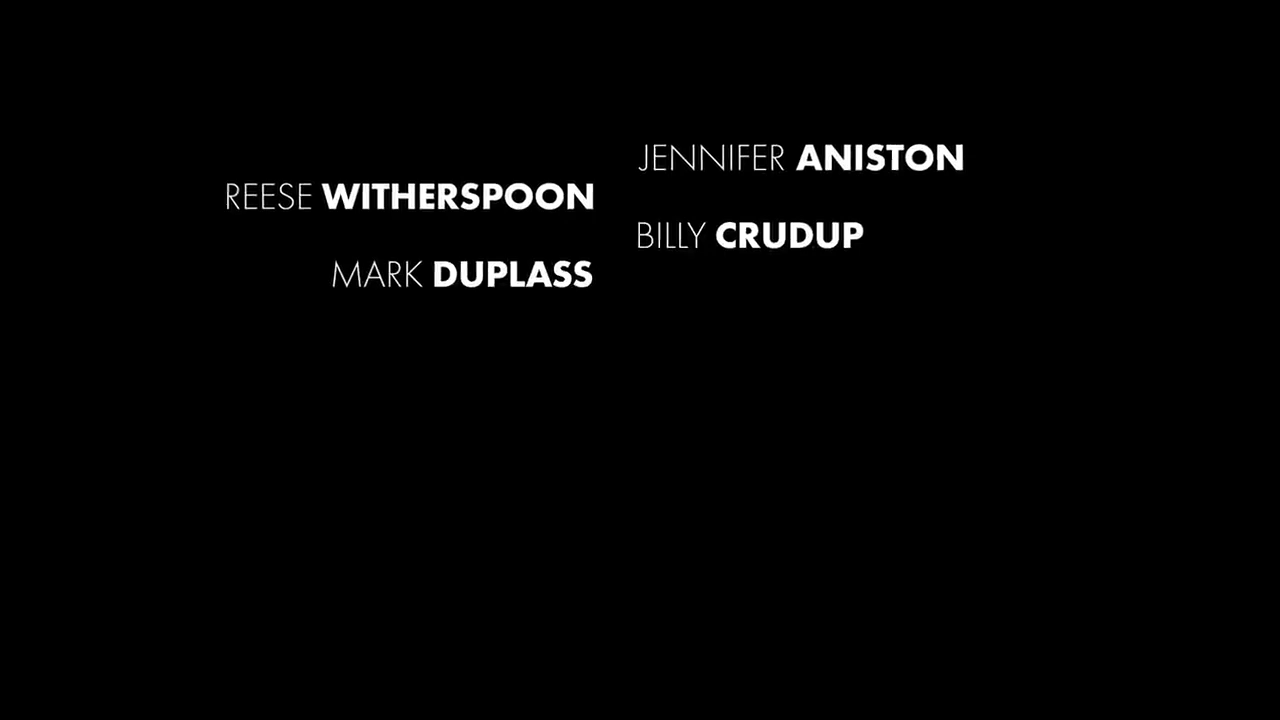 JENNIFER ANISTON
REESE WITHERSPOON
BILLY CRUDUP
MARK DUPLASS